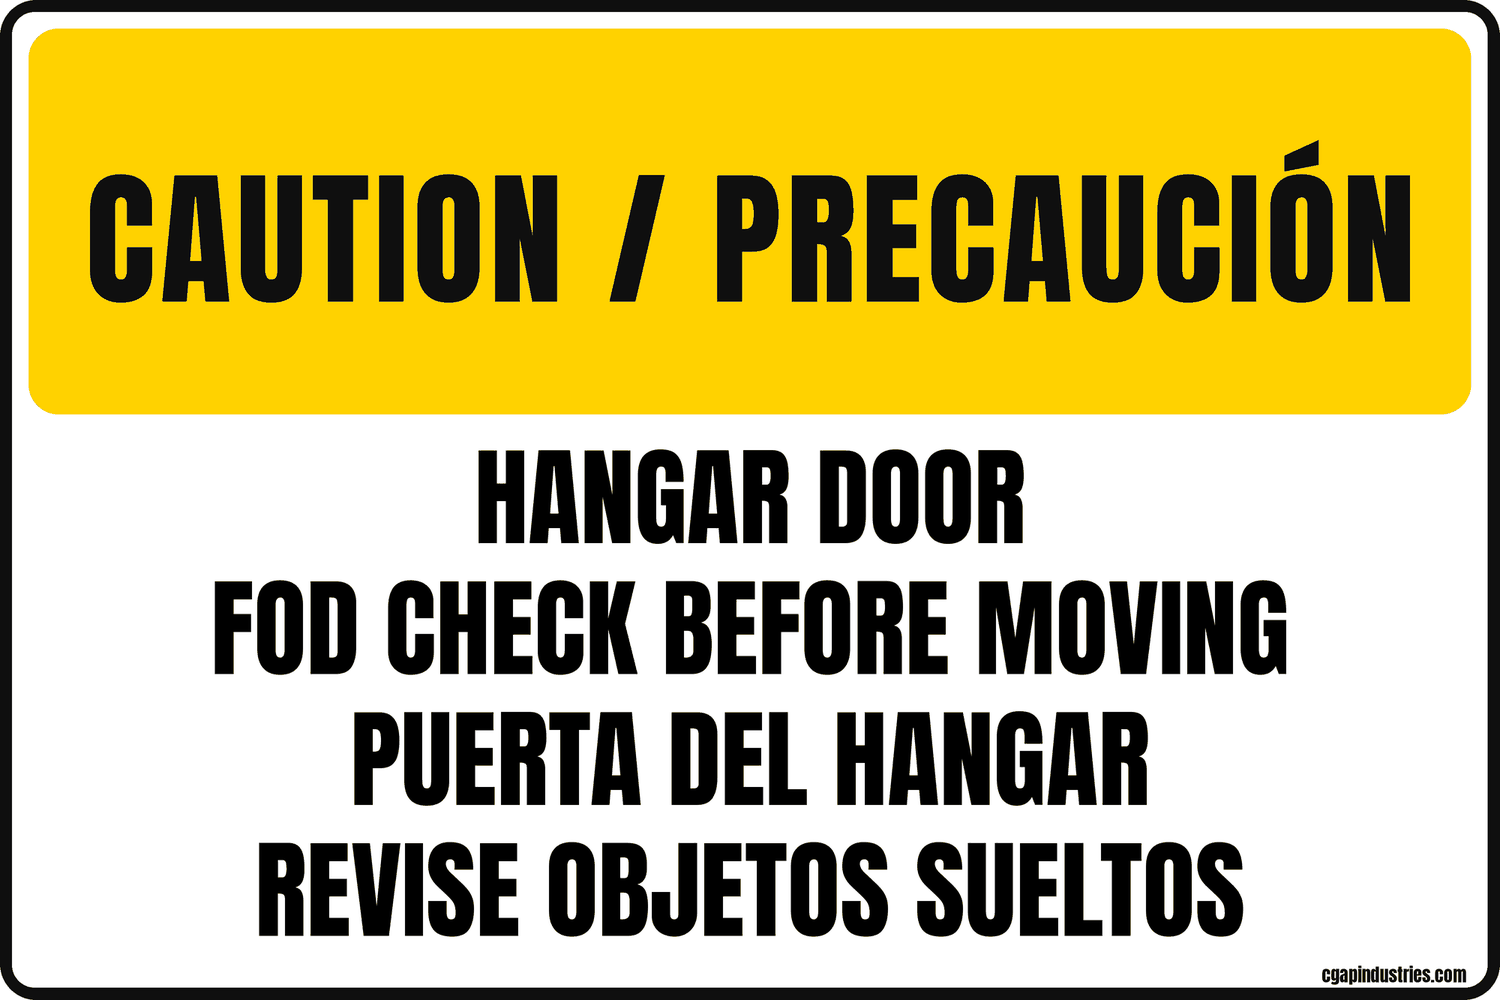 CAUTION / PRECAUCIÓN
HANGAR DOOR
FOD CHECK BEFORE MOVING
PUERTA DEL HANGAR
REVISE OBJETOS SUELTOS
cgapindustries.com